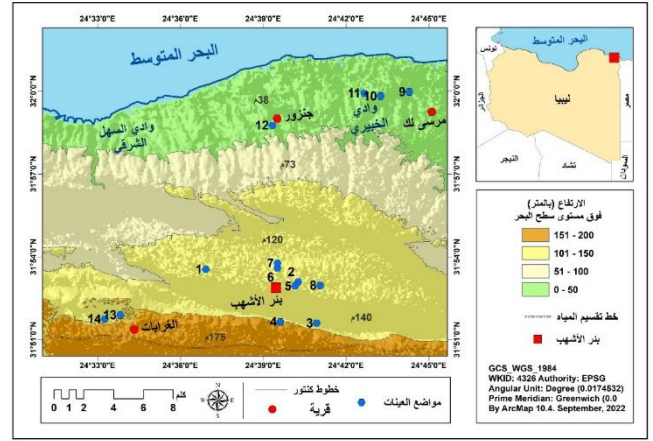 24°33'0"E 24°36'0"E 24°39'0"E 24°42'0"E 24°45'0"E
البحر المتوسط
32°0'0"N
31°57'0"N
31°54'0"N
31°51'0"N
32°0'0"N
31°57'0"N
31°54'0"N
31°51'0"N
11 10 9
38م
جنزور
12
وادي
الخبيري
مرسى لك
وادي السهل
الشرقي
73م
120م
1
7
6
2
5
8
بئر الأشهب
140م
4
3
13
14
الغرابات
175م
البحر المتوسط
تونس
ليبيا
الجزائر
مصر
النيجر
تشاد
السودان
الارتفاع (بالمتر)
فوق مستوى سطح البحر
151 - 200
101 - 150
51 - 100
0 - 50
خط تقسيم المياه
بئر الأشهب
GCS_WGS_1984
WKID: 4326 Authority: EPSG
Angular Unit: Degree (0.0174532)
Prime Meridian: Greenwich (0.0
By ArcMap 10.4. September, 2022
كلم
0 1 2 4 6 8
خطوط كنتور
مواضع العينات
قرية